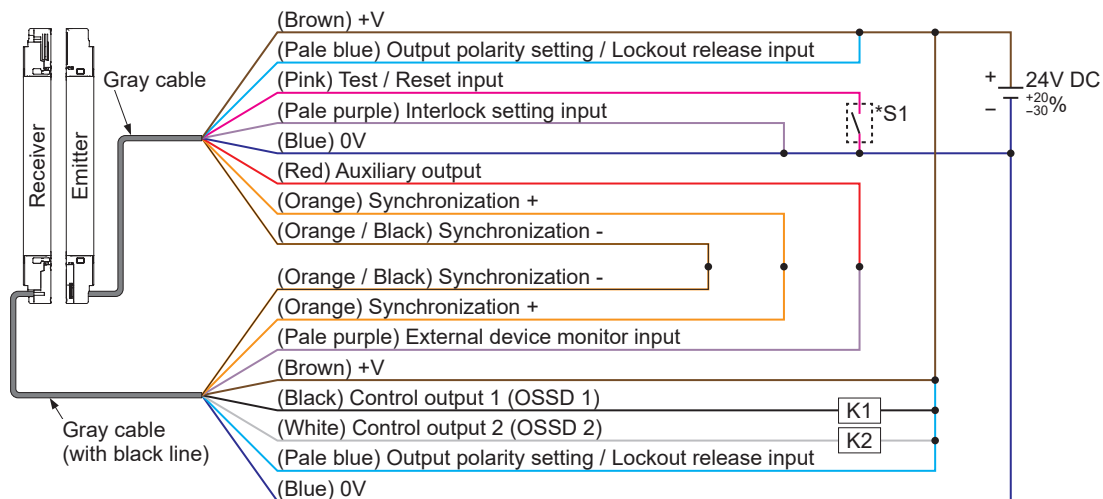 (Brown) +V
(Pale blue) Output polarity setting / Lockout release input
(Pink) Test / Reset input
(Pale purple) Interlock setting input
(Blue) 0V
(Red) Auxiliary output
(Orange) Synchronization +
(Orange / Black) Synchronization -
(Orange / Black) Synchronization -
(Orange) Synchronization +
(Pale purple) External device monitor input
(Brown) +V
(Black) Control output 1 (OSSD 1)
(White) Control output 2 (OSSD 2)
(Pale blue) Output polarity setting / Lockout release input
(Blue) 0V
Gray cable
Receiver
Emitter
Gray cable
(with black line)
*S1
K1
K2
+
−
24V DC
+20
−30 %